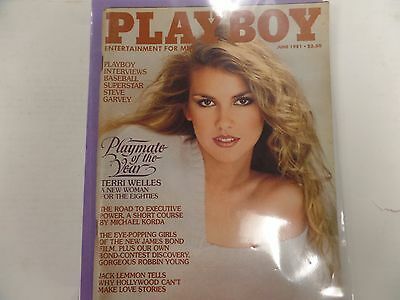 PLAYBOY
ENTERTAINMENT FOR
JUNE 1981 • $2.50
PLAYBOY
INTERVIEWS
BASEBALL
SUPERSTAR
STEVE
GARVEY
Playmate
of the
Year
TERRI WELLES
A NEW WOMAN
FOR THE EIGHTIES
THE ROAD TO EXECUTIVE
POWER, A SHORT COURSE
BY MICHAEL KORDA
THE EYE-POPPING GIRLS
OF THE NEW JAMES BOND
FILM, PLUS OUR OWN
BOND-CONTEST DISCOVERY,
GORGEOUS ROBBIN YOUNG
JACK LEMMON TELLS
WHY HOLLYWOOD CAN'T
MAKE LOVE STORIES